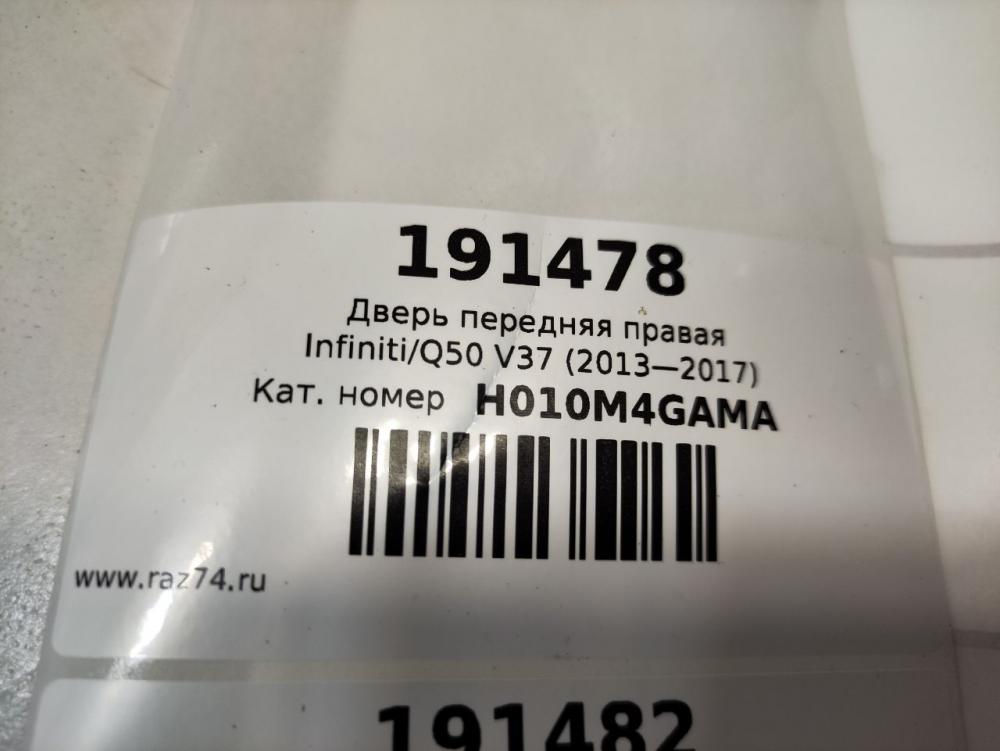 191478
Дверь передняя правая
Infiniti/Q50 V37 (2013—2017)
Кат. номер H010M4GAMA
www.raz74.ru
191482